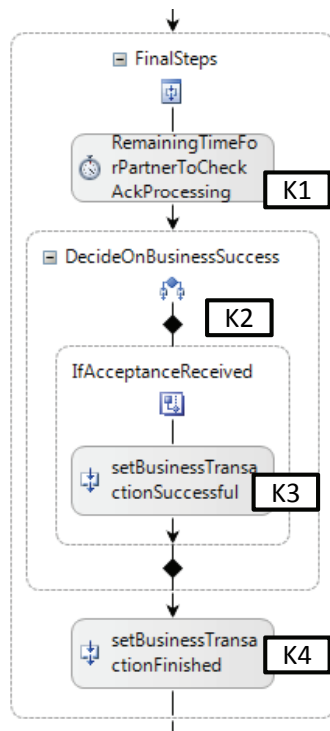 FinalSteps
RemainingTimeFo
rPartnerToCheck
AckProcessing
K1
DecideOnBusinessSuccess
K2
IfAcceptanceReceived
setBusinessTransa
ctionSuccessful
K3
setBusinessTransa
ctionFinished
K4